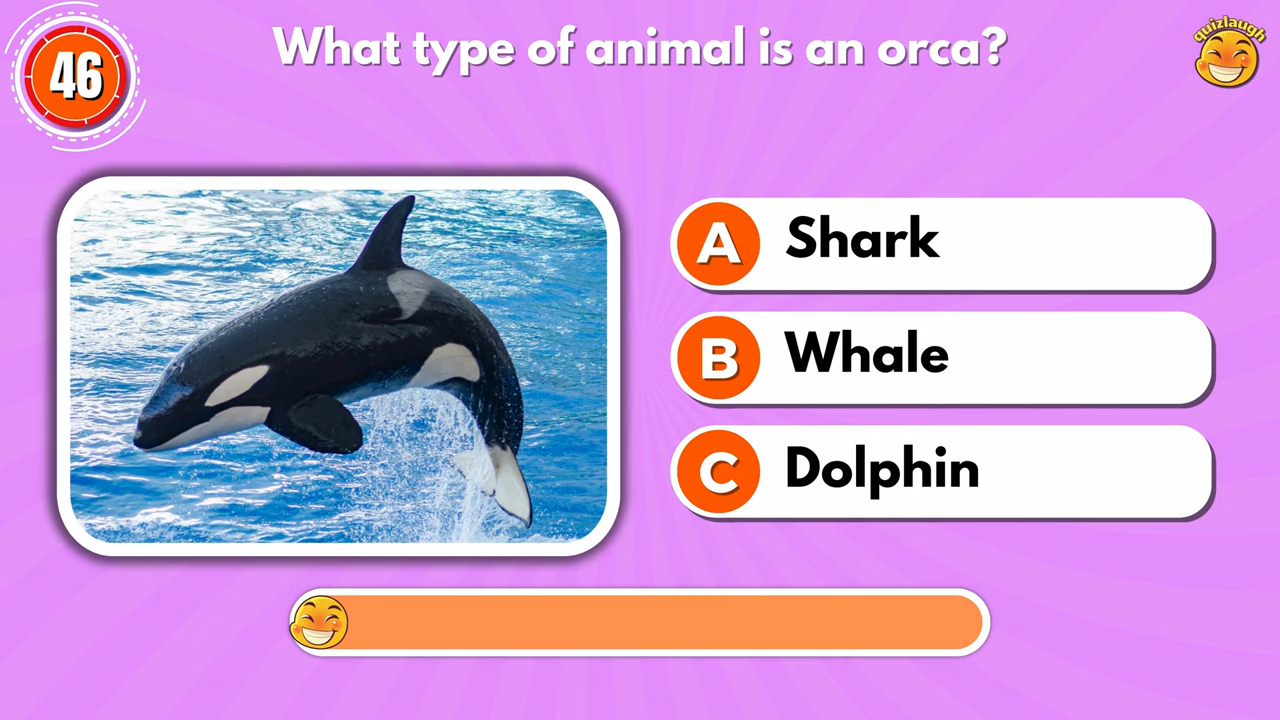 46
What type of animal is an orca?
quizlaugh
A Shark
B Whale
C Dolphin